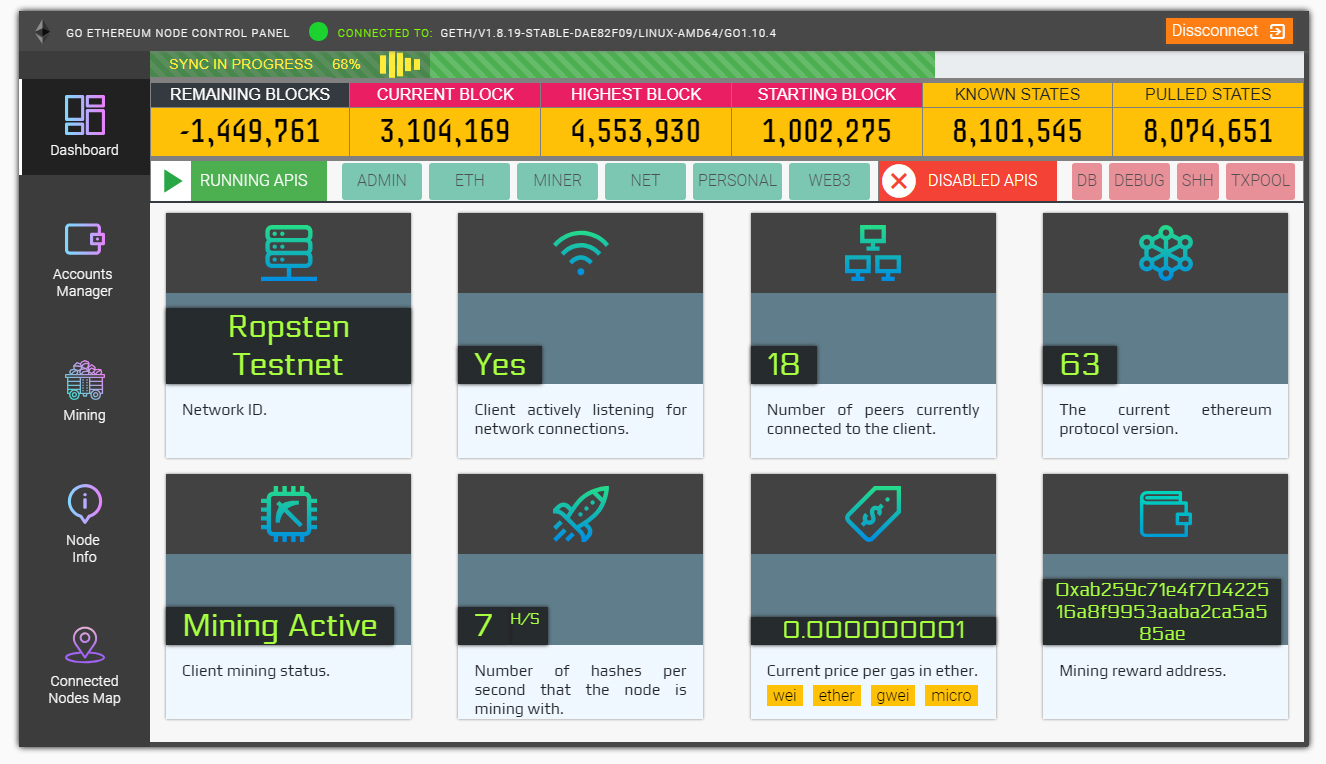 GO ETHEREUM NODE CONTROL PANEL CONNECTED TO: GETH/V1.8.19-STABLE-DAE82F09/LINUX-AMD64/GO1.10.4 Dissconnect
SYNC IN PROGRESS 68%
REMAINING BLOCKS CURRENT BLOCK HIGHEST BLOCK STARTING BLOCK KNOWN STATES PULLED STATES
-1,449,761 3,104,169 4,553,930 1,002,275 8,101,545 8,074,651
RUNNING APIS ADMIN ETH MINER NET PERSONAL WEB3 DISABLED APIS DB DEBUG SHH TXPOOL
Dashboard
Accounts
Manager
Mining
Node
Info
Connected
Nodes Map
Ropsten
Testnet
Network ID.
Yes
Client actively listening for
network connections.
18
Number of peers currently
connected to the client.
63
The current ethereum
protocol version.
Mining Active
Client mining status.
7 H/S
Number of hashes per
second that the node is
mining with.
0.000000001
Current price per gas in ether.
wei ether gwei micro
0xab259c71e4f704225
16a8f9953aaba2ca5a5
85ae
Mining reward address.